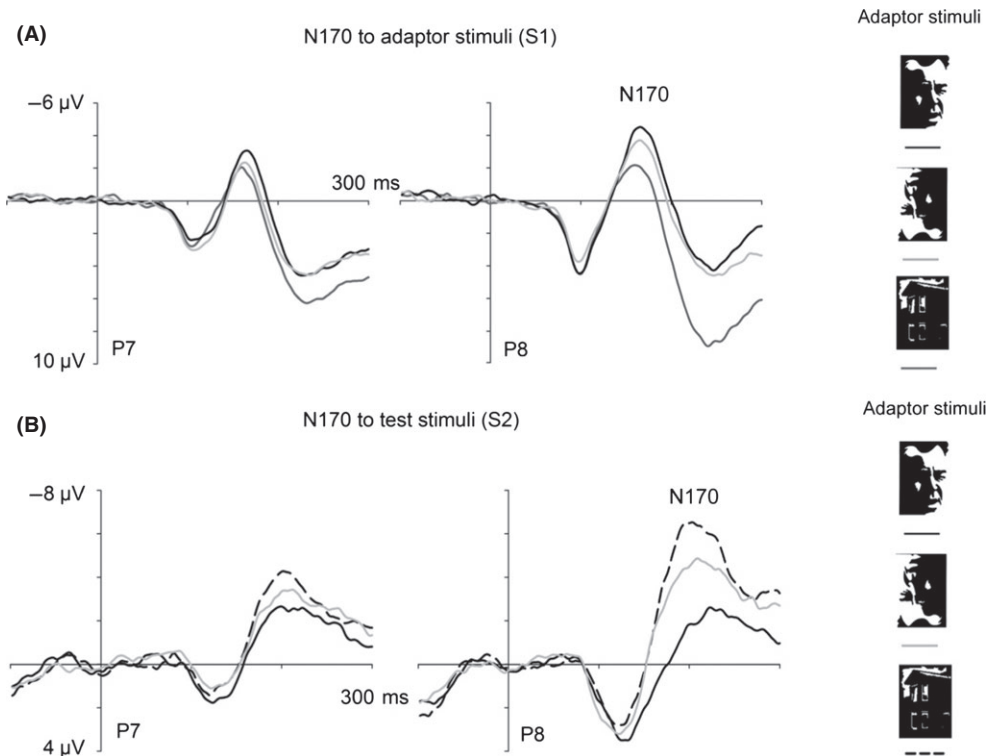 (A)
N170 to adaptor stimuli (S1)
Adaptor stimuli
–6 µV
N170
300 ms
10 µV
P7
P8
(B)
N170 to test stimuli (S2)
Adaptor stimuli
–8 µV
N170
300 ms
P7
P8
4 µV